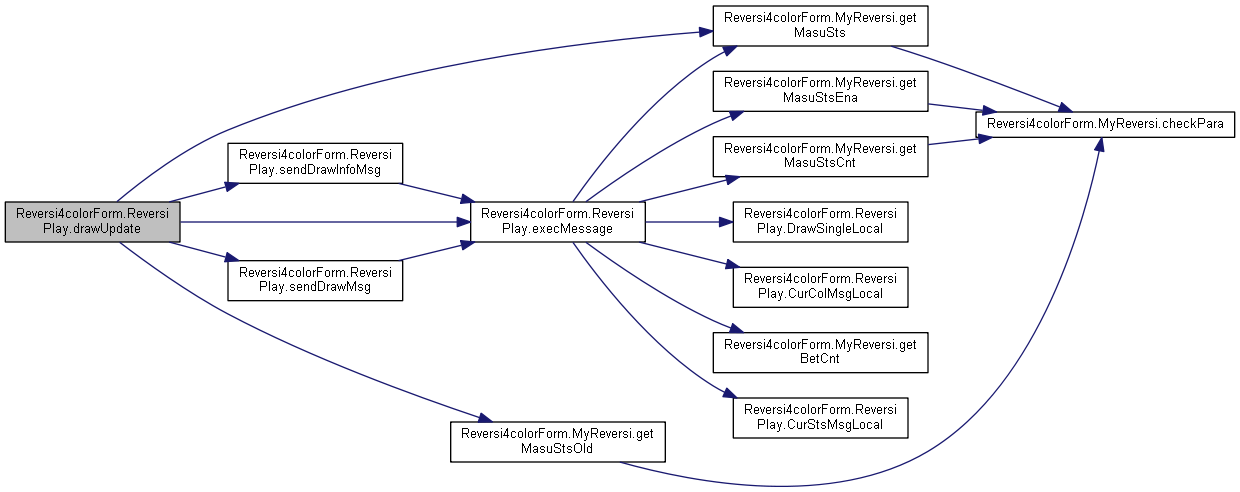 Reversi4colorForm.Reversi
Play.drawUpdate
Reversi4colorForm.Reversi
Play.sendDrawInfoMsg
Reversi4colorForm.Reversi
Play.sendDrawMsg
Reversi4colorForm.Reversi
Play.execMessage
Reversi4colorForm.MyReversi.get
MasuStsOld
Reversi4colorForm.MyReversi.get
MasuSts
Reversi4colorForm.MyReversi.get
MasuStsEna
Reversi4colorForm.MyReversi.get
MasuStsCnt
Reversi4colorForm.Reversi
Play.DrawSingleLocal
Reversi4colorForm.Reversi
Play.CurColMsgLocal
Reversi4colorForm.MyReversi.get
BetCnt
Reversi4colorForm.Reversi
Play.CurStsMsgLocal
Reversi4colorForm.MyReversi.checkPara